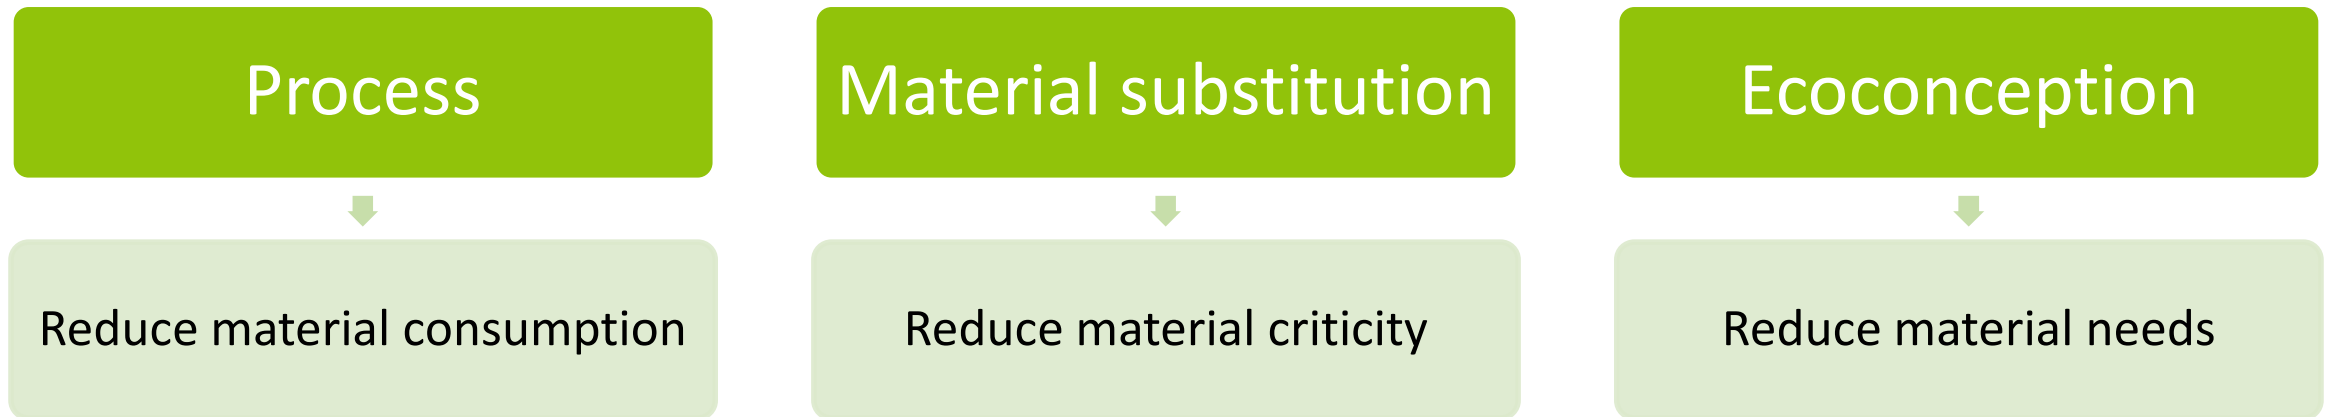 Process
Material substitution
Ecoconception
Reduce material consumption
Reduce material criticity
Reduce material needs